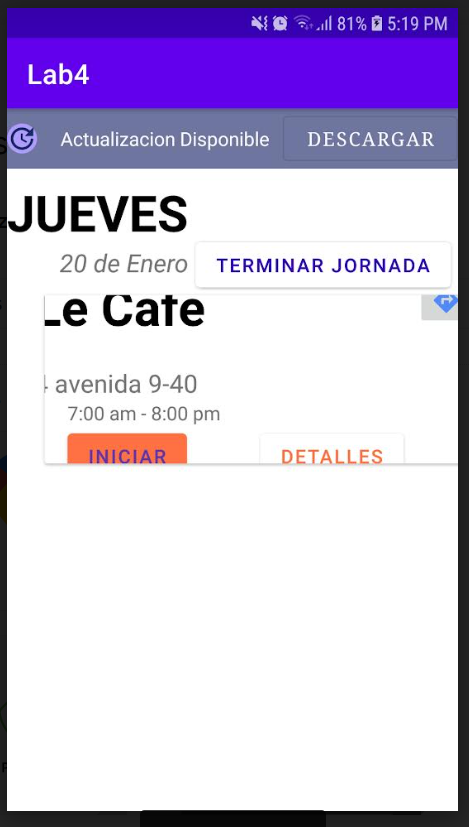 81% 5:19 PM
Lab4
Actualizacion Disponible DESCARGAR
JUEVES
20 de Enero TERMINAR JORNADA
Le Cafe
4 avenida 9-40
7:00 am - 8:00 pm
INICIAR DETALLES